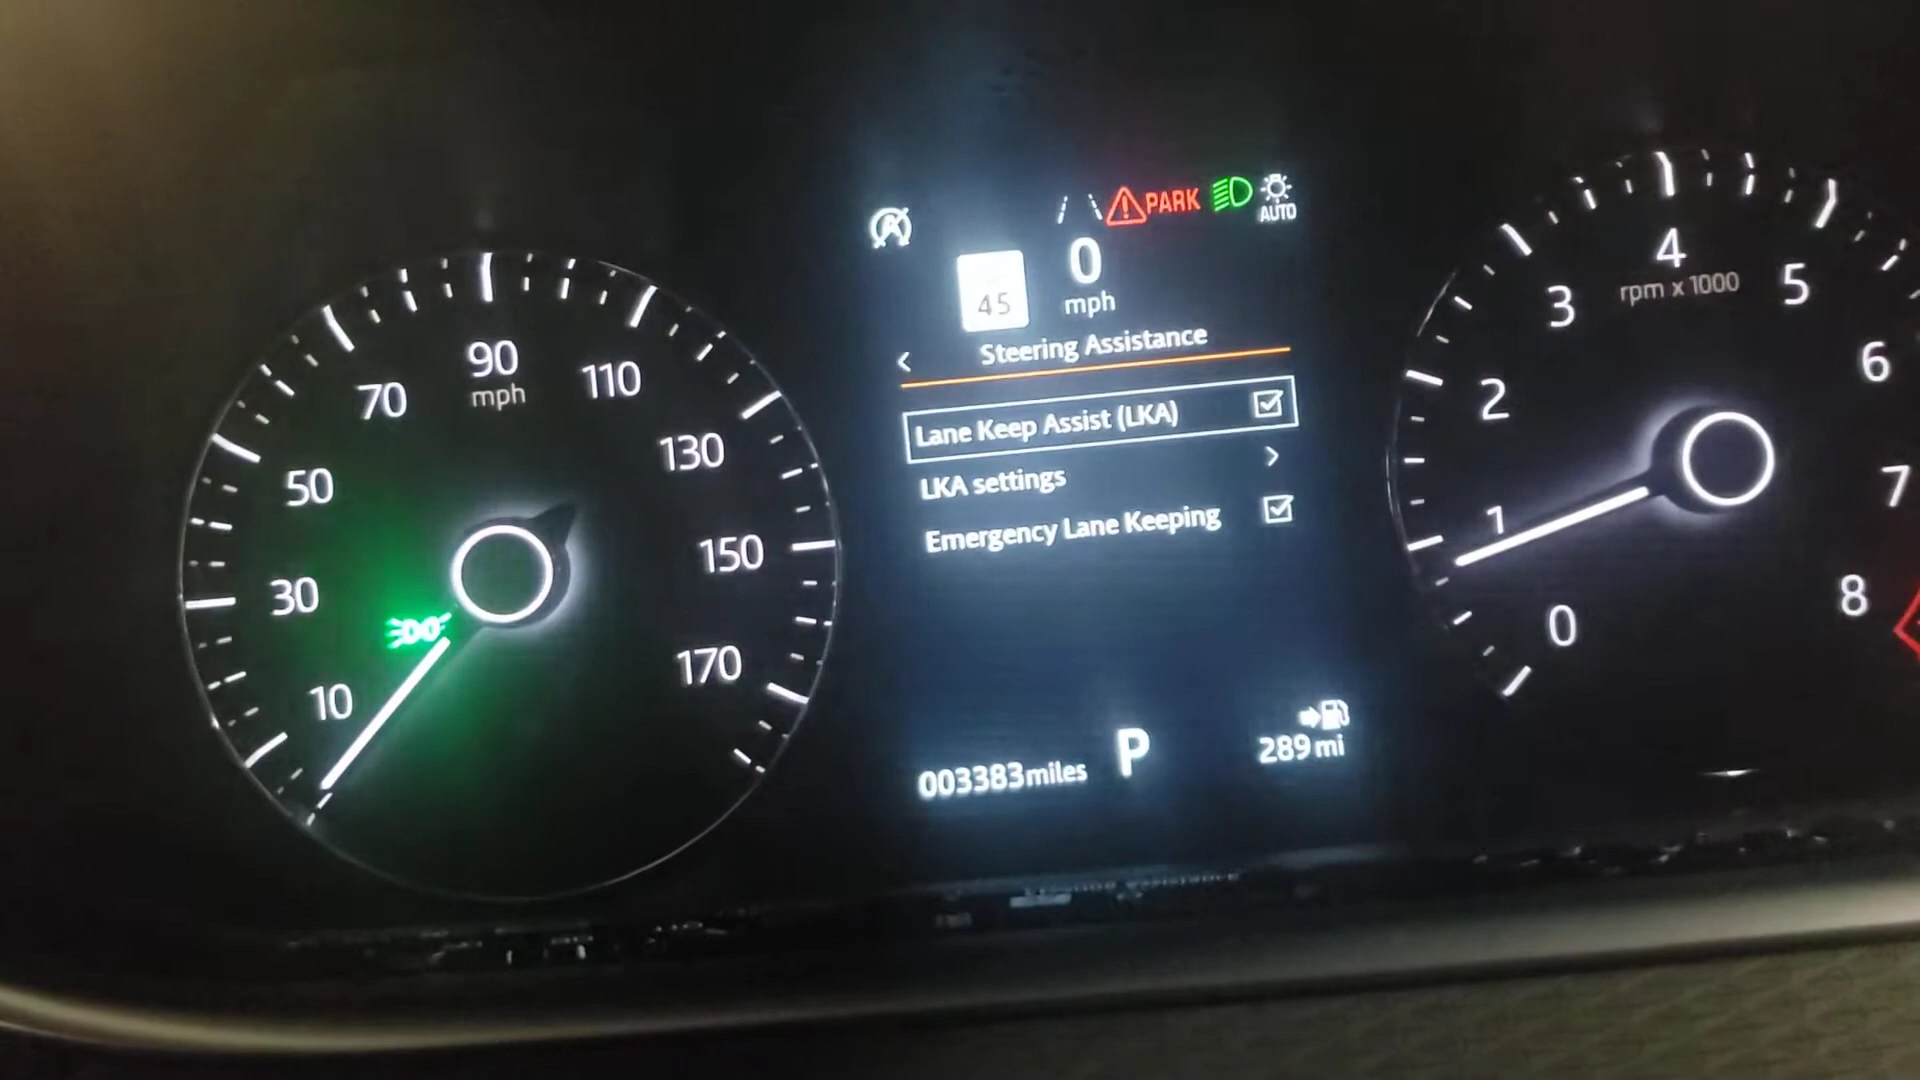 10
30
50
70
90
mph
110
130
150
170
PARK
AUTO
45
0
mph
Steering Assistance
Lane Keep Assist (LKA)
LKA settings
Emergency Lane Keeping
003383 miles
P
289 mi
0
1
2
3
4
rpm x 1000
5
6
7
8